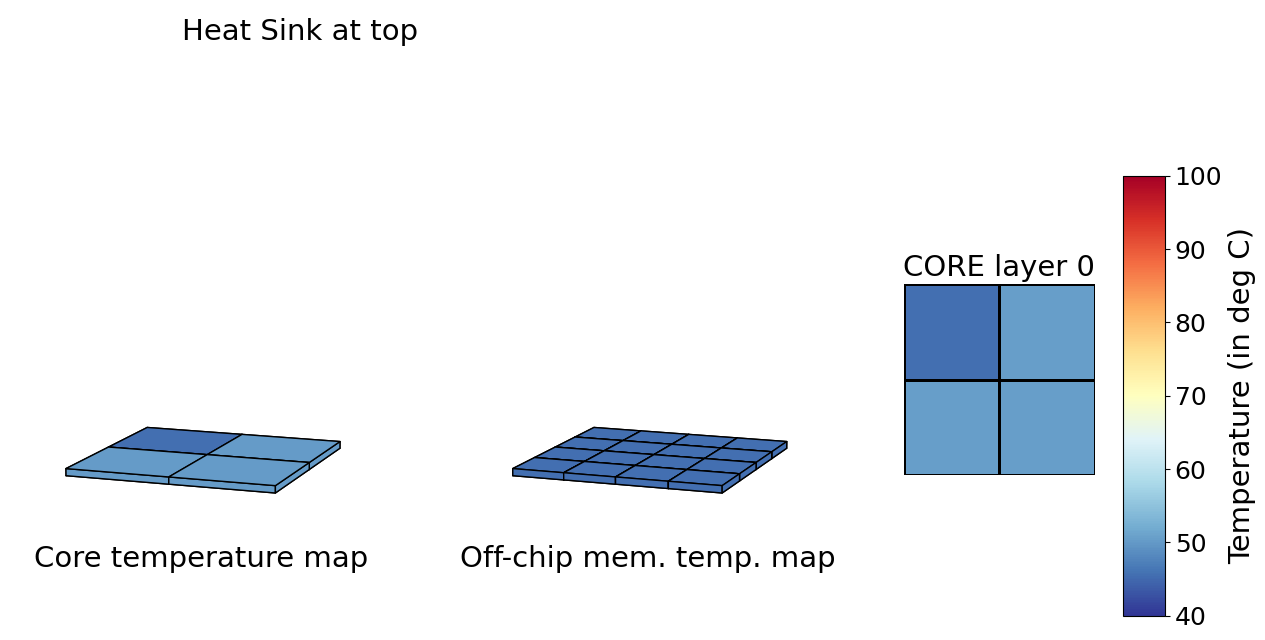 Heat Sink at top
Core temperature map
Off-chip mem. temp. map
CORE layer 0
100
90
80
70
60
50
40
Temperature (in deg C)